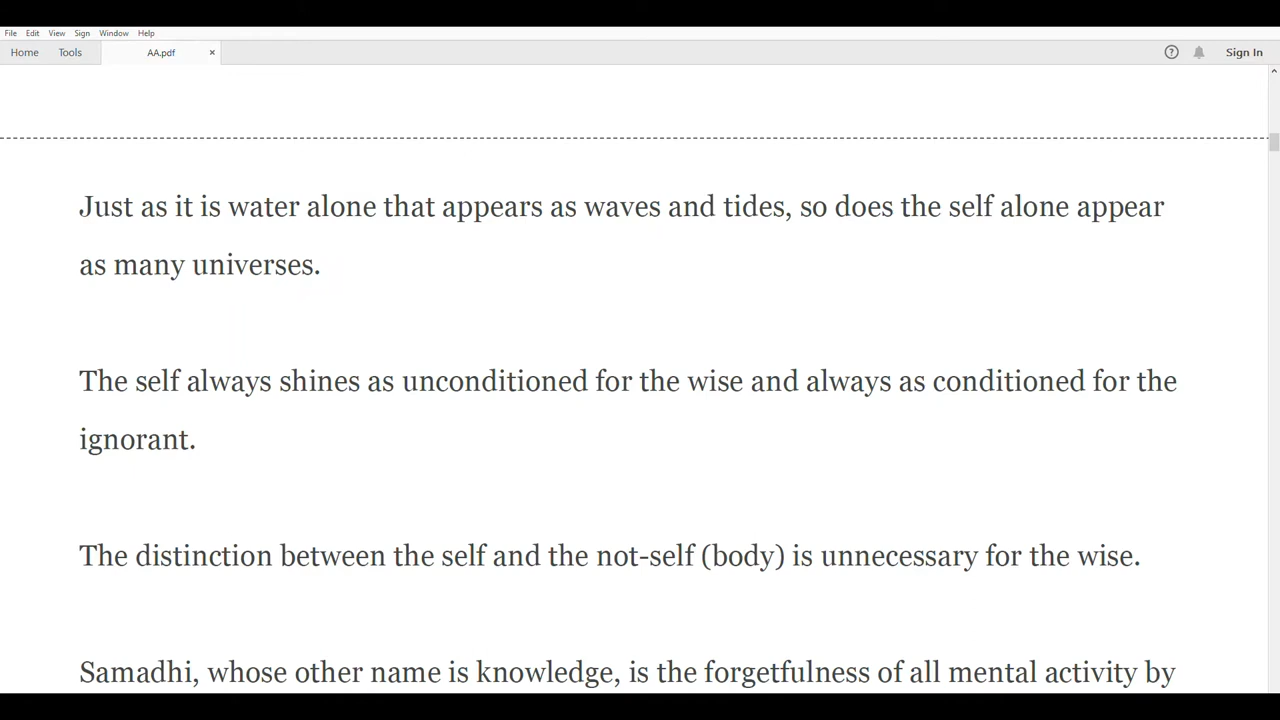 File Edit View Sign Window Help
Home Tools AA.pdf × ? Sign In
Just as it is water alone that appears as waves and tides, so does the self alone appear
as many universes.
The self always shines as unconditioned for the wise and always as conditioned for the
ignorant.
The distinction between the self and the not-self (body) is unnecessary for the wise.
Samadhi, whose other name is knowledge, is the forgetfulness of all mental activity by